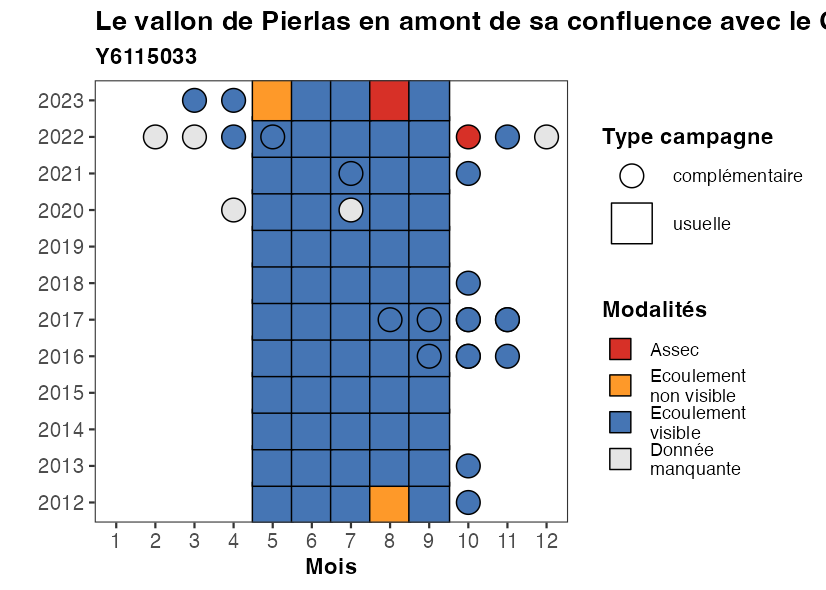 Le vallon de Pierlas en amont de sa confluence avec le
Y6115033
2023
2022
2021
2020
2019
2018
2017
2016
2015
2014
2013
2012
1 2 3 4 5 6 7 8 9 10 11 12
Mois
Type campagne
complémentaire
usuelle
Modalités
Assec
Ecoulement
non visible
Ecoulement
visible
Donnée
manquante